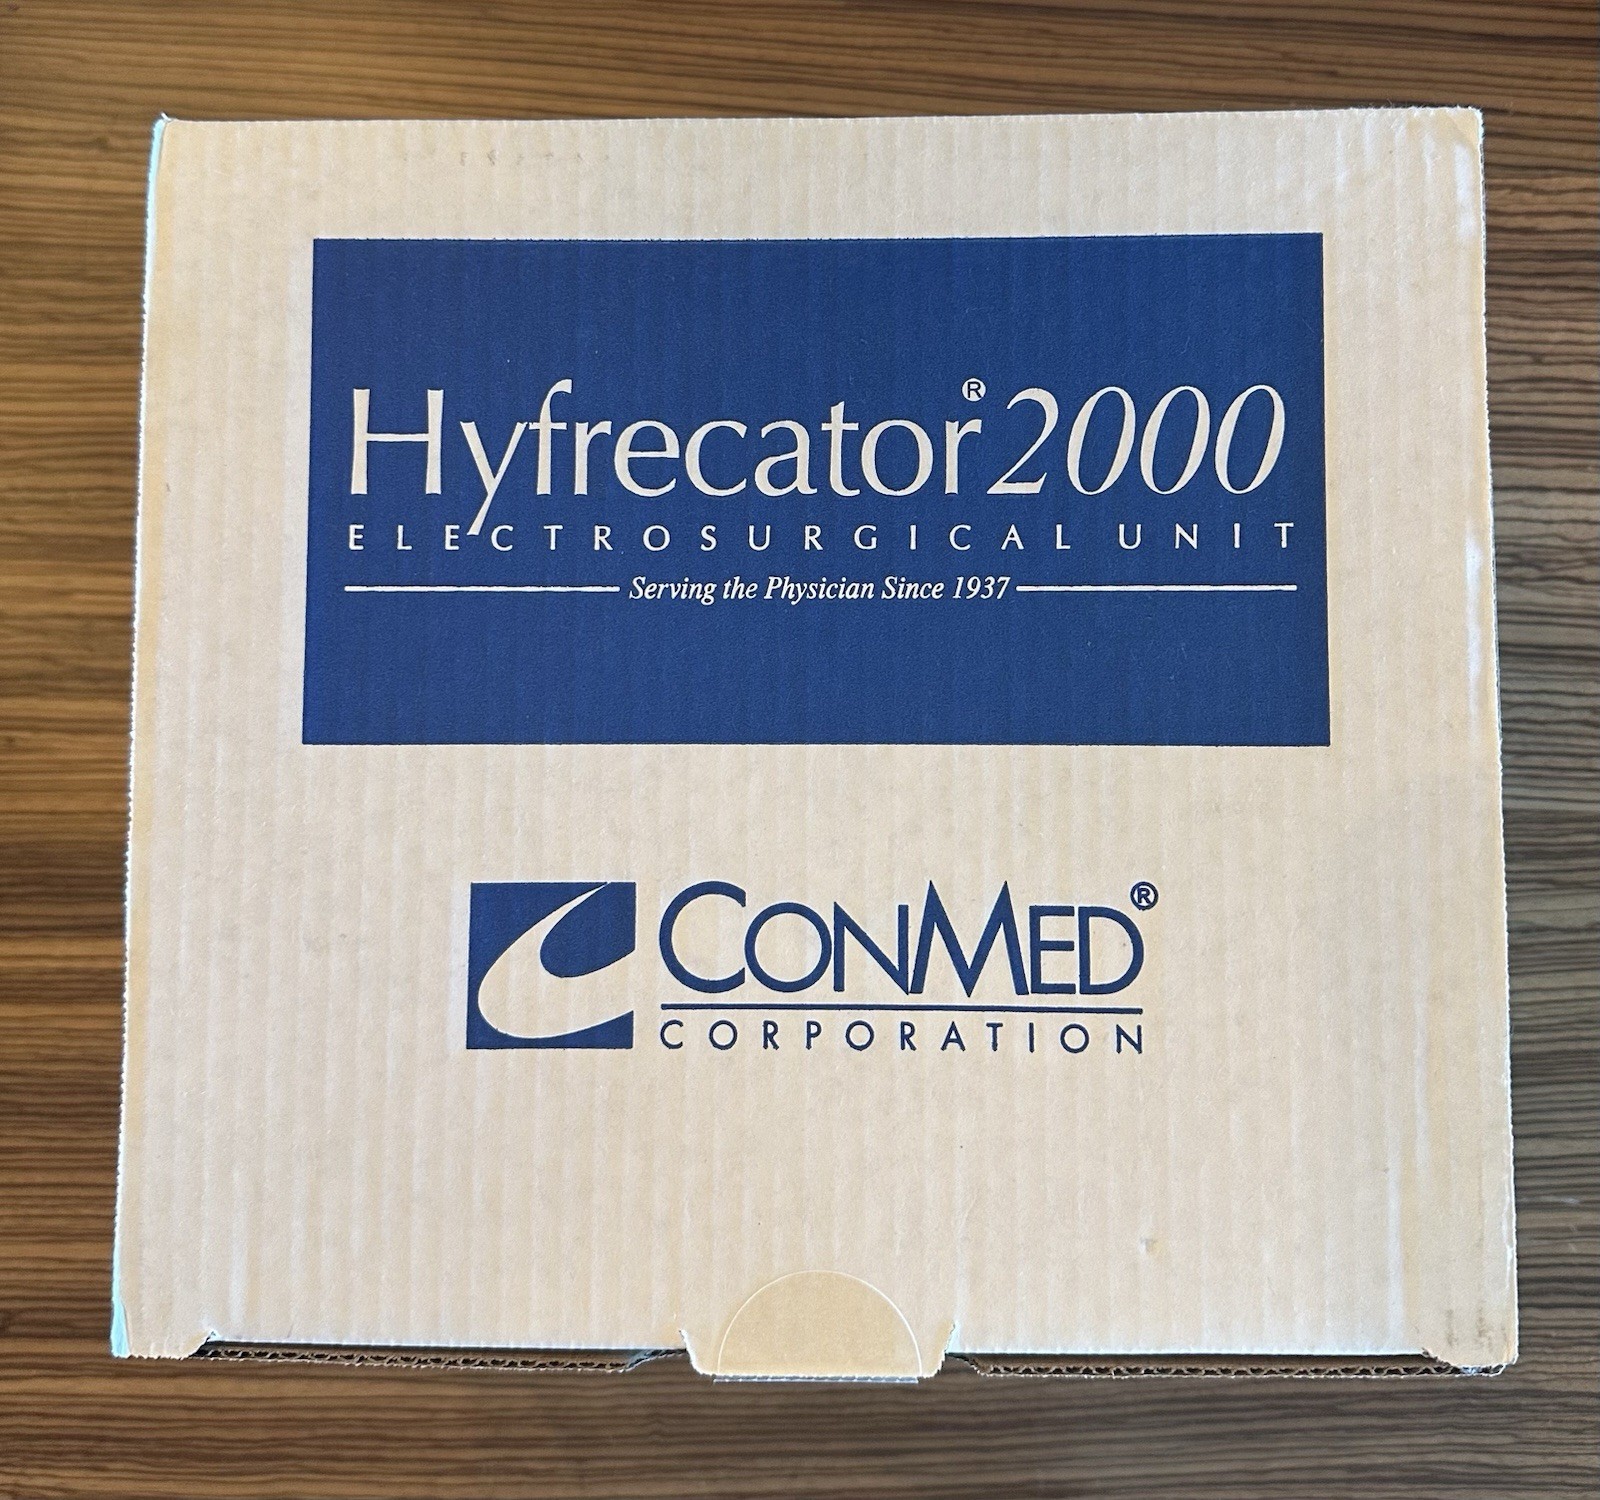 Hyfrecator® 2000
ELECTROSURGICAL UNIT
Serving the Physician Since 1937
CONMED®
CORPORATION